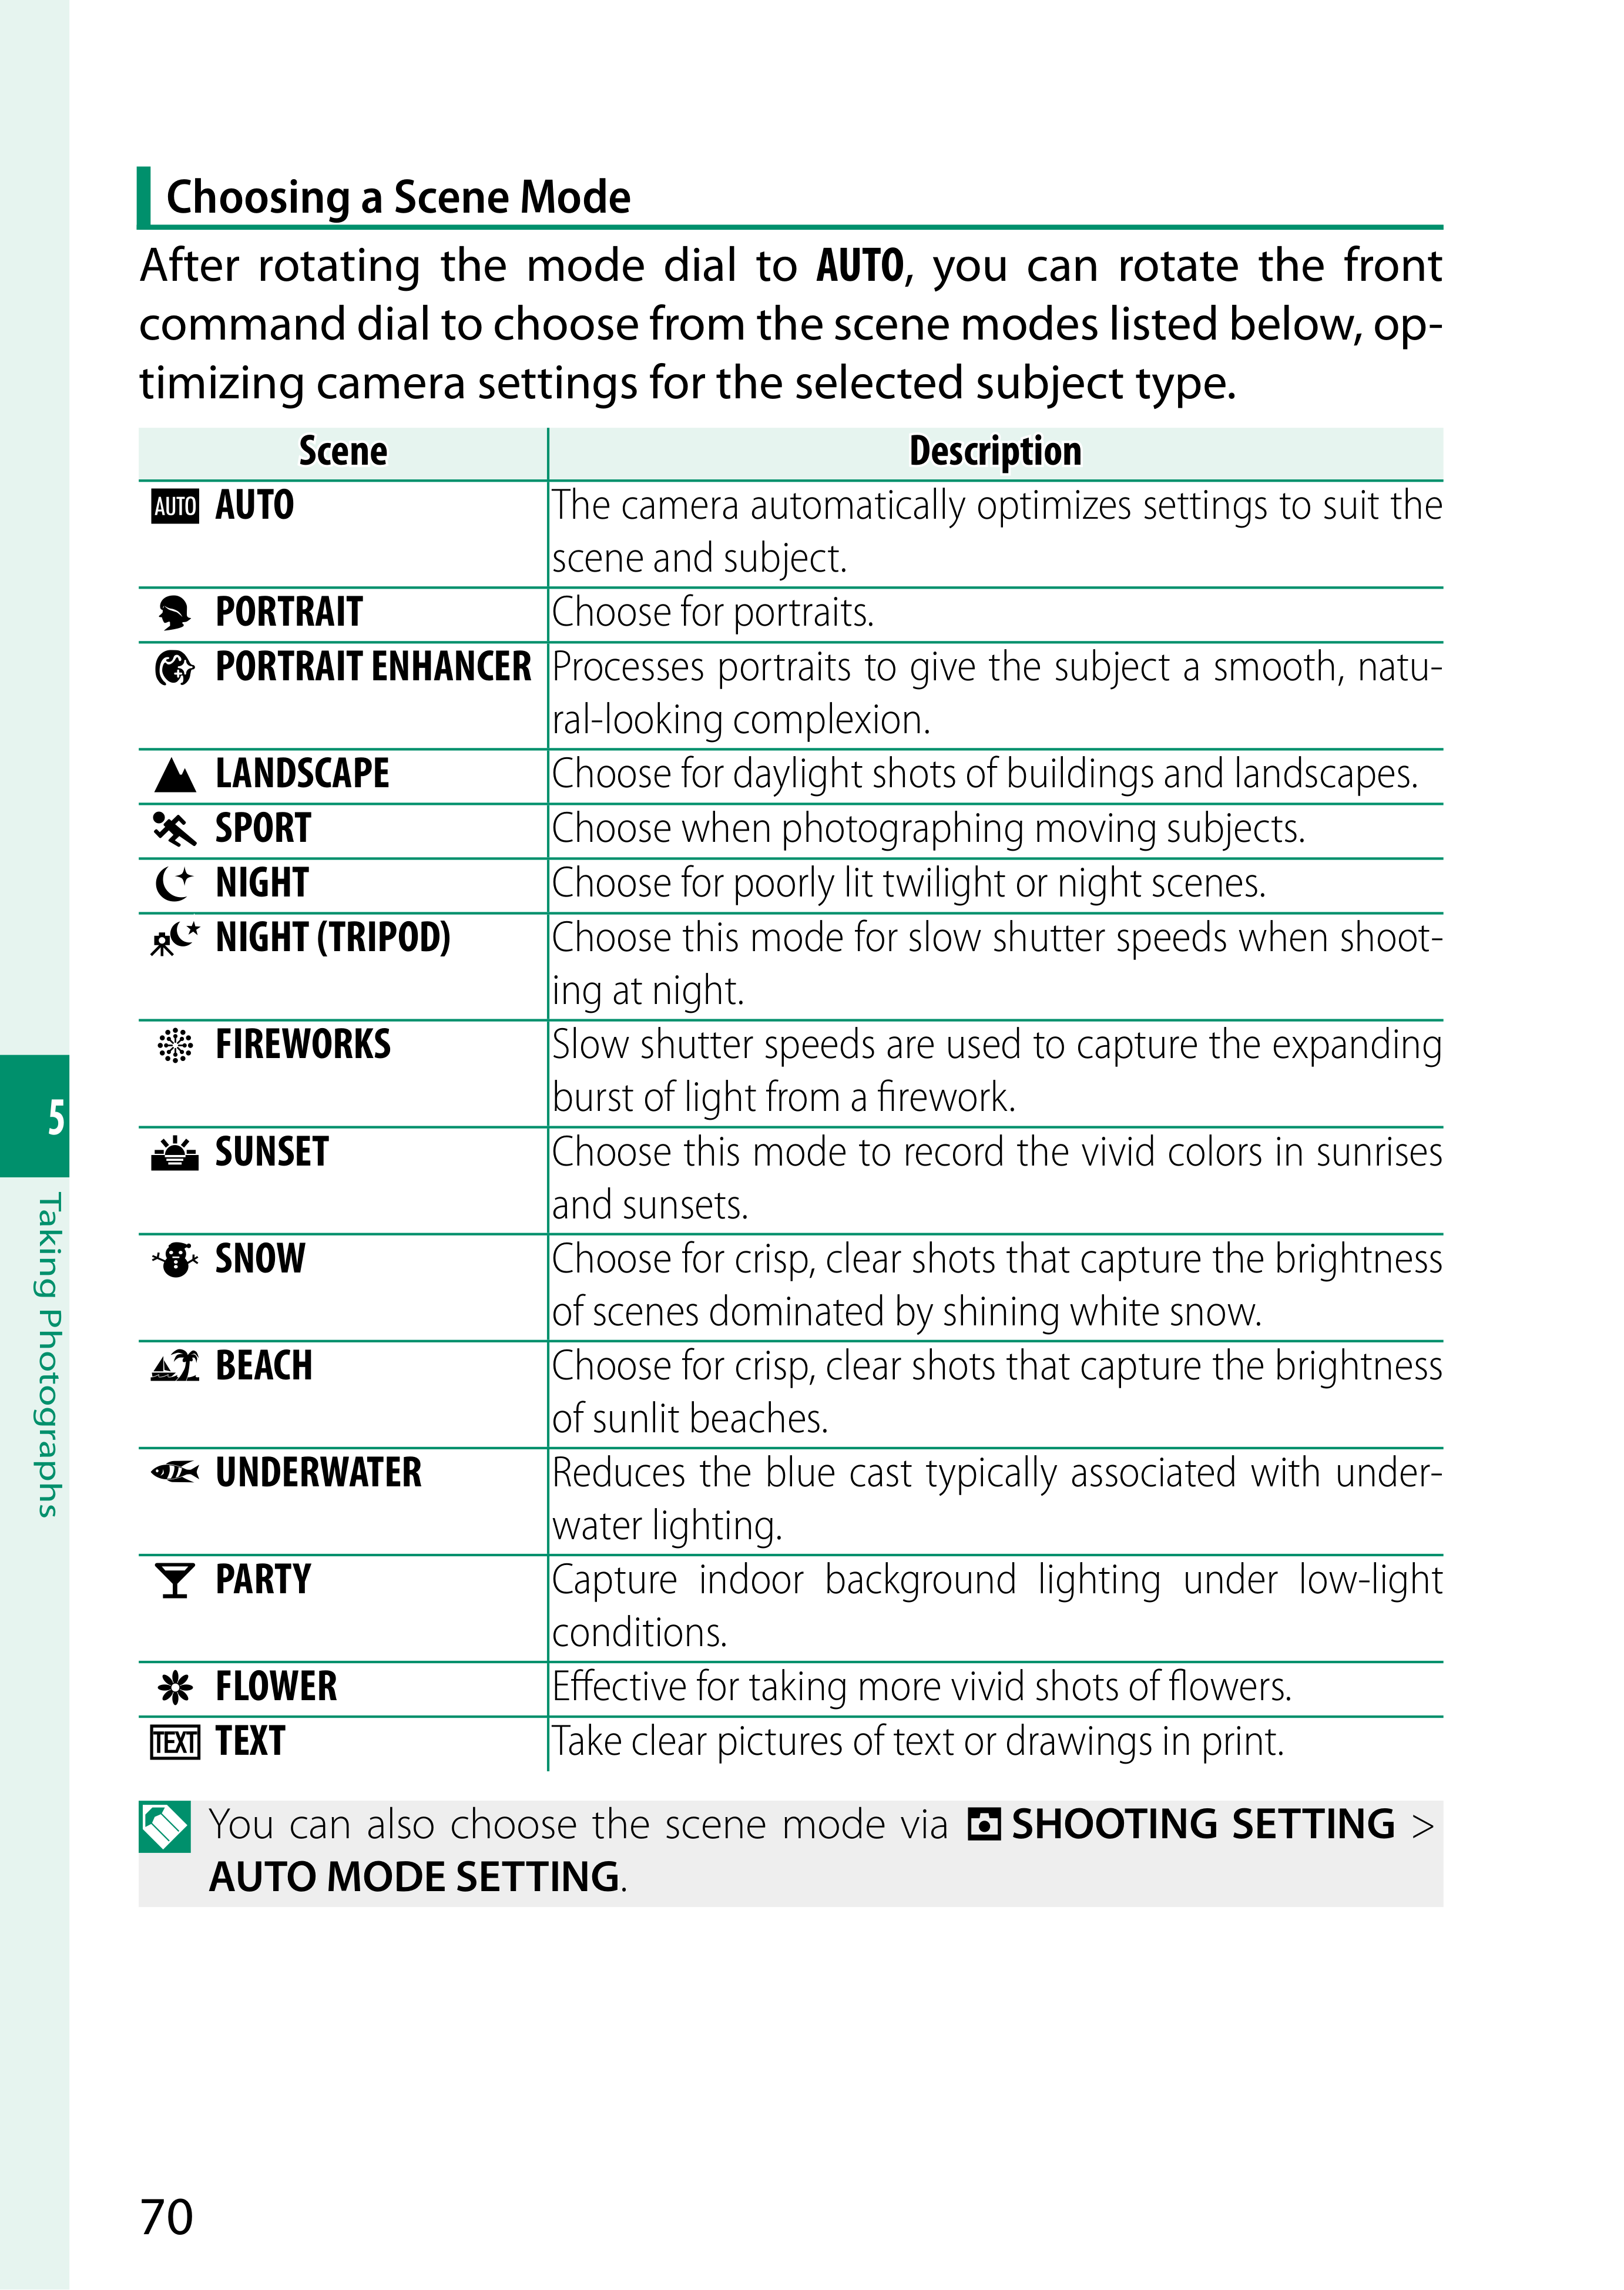 Choosing a Scene Mode
After rotating the mode dial to AUTO, you can rotate the front
command dial to choose from the scene modes listed below, op-
timizing camera settings for the selected subject type.
Scene Description
AUTO AUTO The camera automatically optimizes settings to suit the
scene and subject.
PORTRAIT Choose for portraits.
PORTRAIT ENHANCER Processes portraits to give the subject a smooth, natu-
ral-looking complexion.
LANDSCAPE Choose for daylight shots of buildings and landscapes.
SPORT Choose when photographing moving subjects.
NIGHT Choose for poorly lit twilight or night scenes.
NIGHT (TRIPOD) Choose this mode for slow shutter speeds when shoot-
ing at night.
FIREWORKS Slow shutter speeds are used to capture the expanding
burst of light from a firework.
SUNSET Choose this mode to record the vivid colors in sunrises
and sunsets.
SNOW Choose for crisp, clear shots that capture the brightness
of scenes dominated by shining white snow.
BEACH Choose for crisp, clear shots that capture the brightness
of sunlit beaches.
UNDERWATER Reduces the blue cast typically associated with under-
water lighting.
PARTY Capture indoor background lighting under low-light
conditions.
FLOWER Effective for taking more vivid shots of flowers.
TEXT TEXT Take clear pictures of text or drawings in print.
You can also choose the scene mode via SHOOTING SETTING >
AUTO MODE SETTING.
5
Taking Photographs
70